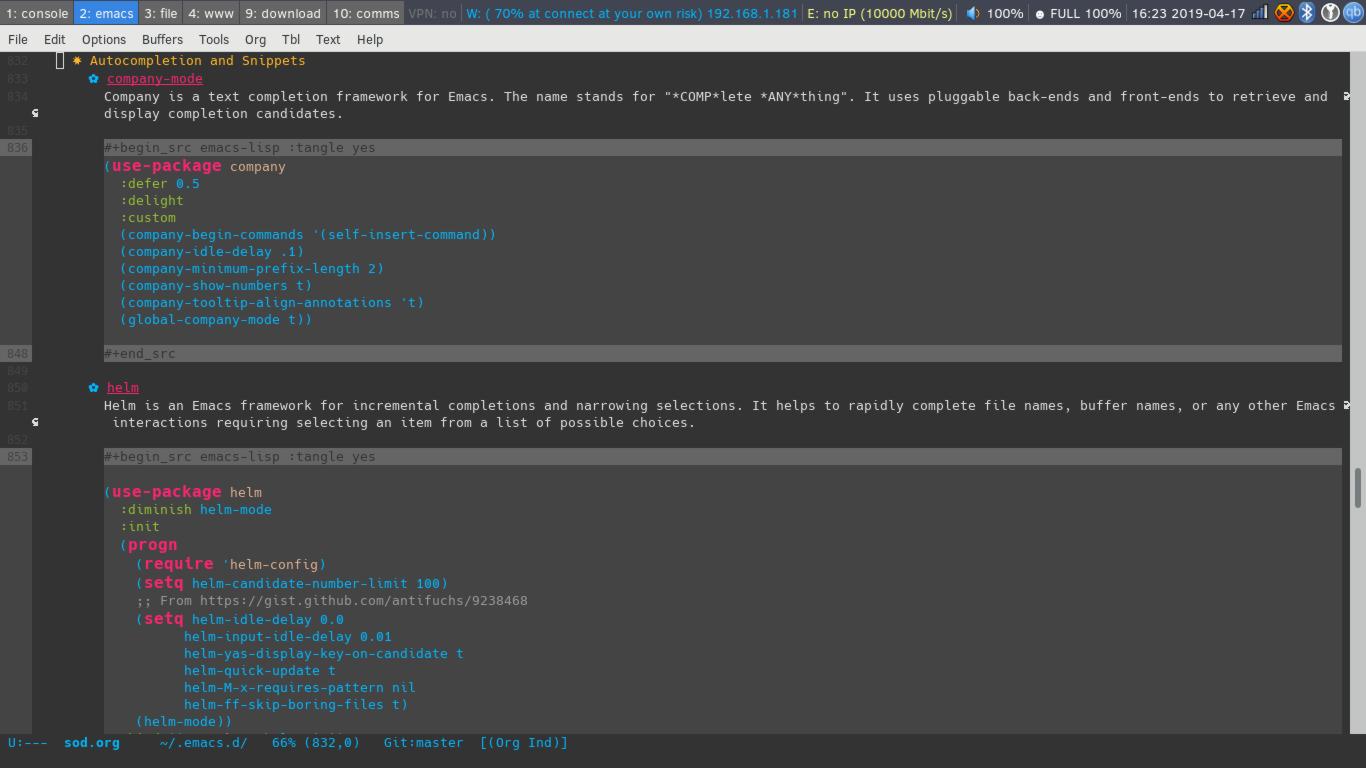 1: console 2: emacs 3: file 4: www 9: download 10: comms VPN: no W: ( 70% at connect at your own risk) 192.168.1.181 E: no IP (10000 Mbit/s) 100% ☻ FULL 100% 16:23 2019-04-17 qb
File Edit Options Buffers Tools Org Tbl Text Help
832 ✸ Autocompletion and Snippets
833 ✿ company-mode
834 Company is a text completion framework for Emacs. The name stands for "*COMP*lete *ANY*thing". It uses pluggable back-ends and front-ends to retrieve and
display completion candidates.
835
836 #+begin_src emacs-lisp :tangle yes
(use-package company
:defer 0.5
:delight
:custom
(company-begin-commands '(self-insert-command))
(company-idle-delay .1)
(company-minimum-prefix-length 2)
(company-show-numbers t)
(company-tooltip-align-annotations 't)
(global-company-mode t))
848 #+end_src
849
850 ✿ helm
851 Helm is an Emacs framework for incremental completions and narrowing selections. It helps to rapidly complete file names, buffer names, or any other Emacs
interactions requiring selecting an item from a list of possible choices.
852
853 #+begin_src emacs-lisp :tangle yes
(use-package helm
:diminish helm-mode
:init
(progn
(require 'helm-config)
(setq helm-candidate-number-limit 100)
;; From https://gist.github.com/antifuchs/9238468
(setq helm-idle-delay 0.0
helm-input-idle-delay 0.01
helm-yas-display-key-on-candidate t
helm-quick-update t
helm-M-x-requires-pattern nil
helm-ff-skip-boring-files t)
(helm-mode))
U:--- sod.org ~/.emacs.d/ 66% (832,0) Git:master [(Org Ind)]